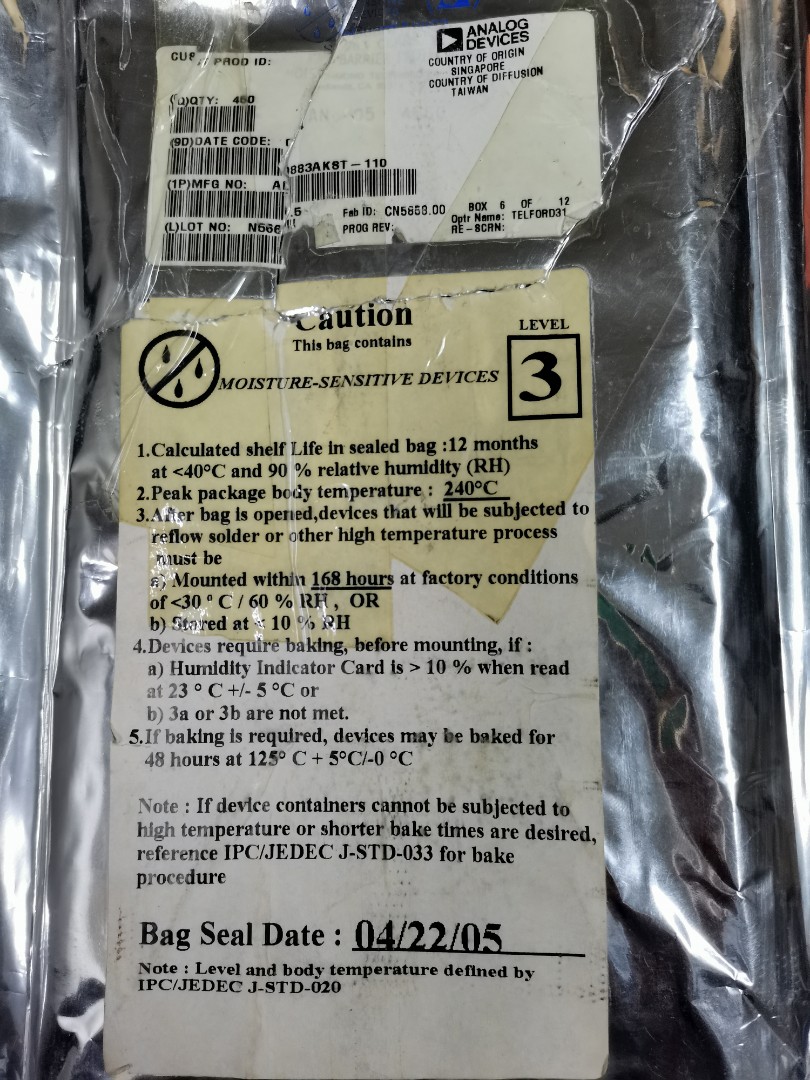 ANALOG
DEVICES
COUNTRY OF ORIGIN
SINGAPORE
COUNTRY OF DIFFUSION
TAIWAN
PROD ID:
(Q)QTY: 450
(9D)DATE CODE:
883AKST-110
(1P)MFG NO:
.5 Fab ID: CN5658.00 BOX 6 OF 12
Optr Name: TELFORD31
(L)LOT NO: N566 PROG REV: RE-SCRN:
Caution
This bag contains
MOISTURE-SENSITIVE DEVICES
LEVEL
3
1.Calculated shelf Life in sealed bag :12 months
at <40°C and 90 % relative humidity (RH)
2.Peak package body temperature : 240°C
3.After bag is opened,devices that will be subjected to
reflow solder or other high temperature process
must be
a) Mounted within 168 hours at factory conditions
of <30 ° C / 60 % RH , OR
b) Stored at < 10 % RH
4.Devices require baking, before mounting, if :
a) Humidity Indicator Card is > 10 % when read
at 23 ° C +/- 5 °C or
b) 3a or 3b are not met.
5.If baking is required, devices may be baked for
48 hours at 125° C + 5°C/-0 °C
Note : If device containers cannot be subjected to
high temperature or shorter bake times are desired,
reference IPC/JEDEC J-STD-033 for bake
procedure
Bag Seal Date : 04/22/05
Note : Level and body temperature defined by
IPC/JEDEC J-STD-020